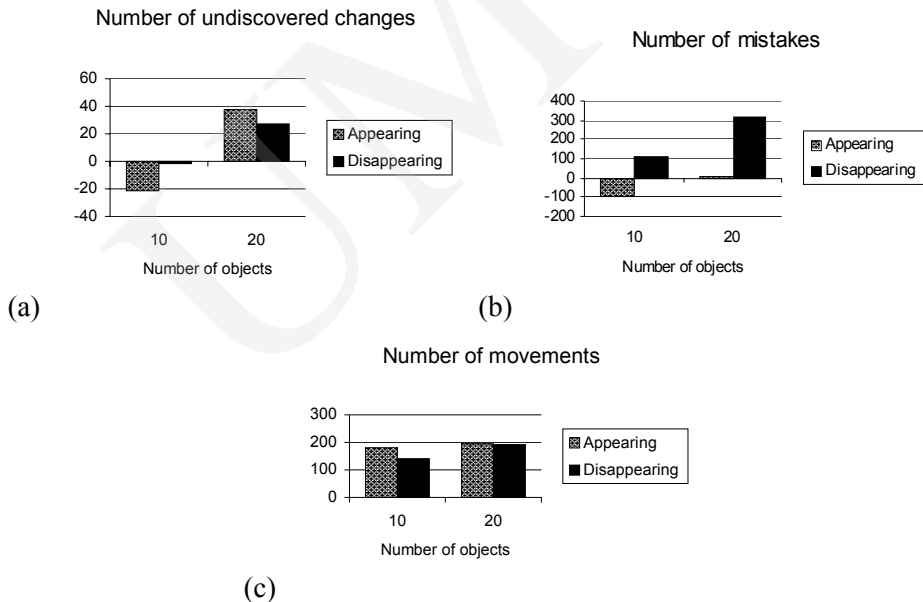 Number of undiscovered changes
60
40
20
0
-20
-40
10
20
Number of objects
Appearing
Disappearing
(a)
Number of mistakes
400
300
200
100
0
-100
-200
10
20
Number of objects
Appearing
Disappearing
(b)
Number of movements
300
200
100
0
10
20
Number of objects
Appearing
Disappearing
(c)
UM